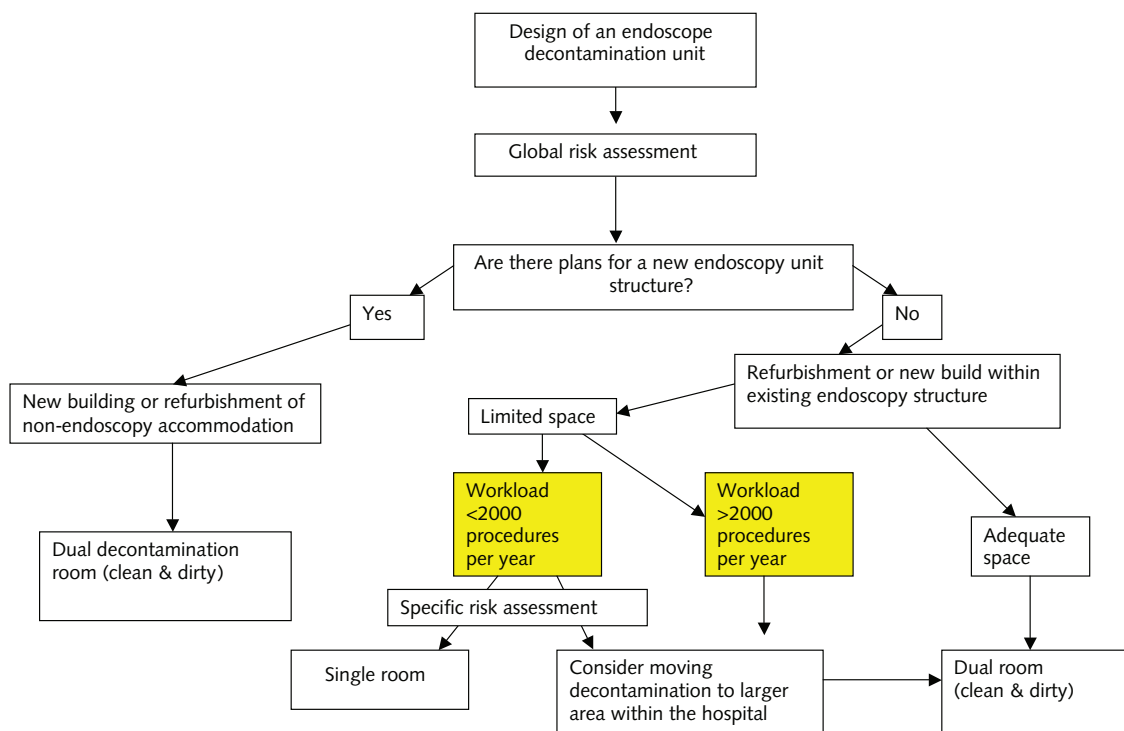 Design of an endoscope
decontamination unit
Global risk assessment
Are there plans for a new endoscopy unit
structure?
Yes
No
New building or refurbishment of
non-endoscopy accommodation
Refurbishment or new build within
existing endoscopy structure
Limited space
Workload
<2000
procedures
per year
Workload
>2000
procedures
per year
Adequate
space
Dual decontamination
room (clean & dirty)
Specific risk assessment
Single room
Consider moving
decontamination to larger
area within the hospital
Dual room
(clean & dirty)